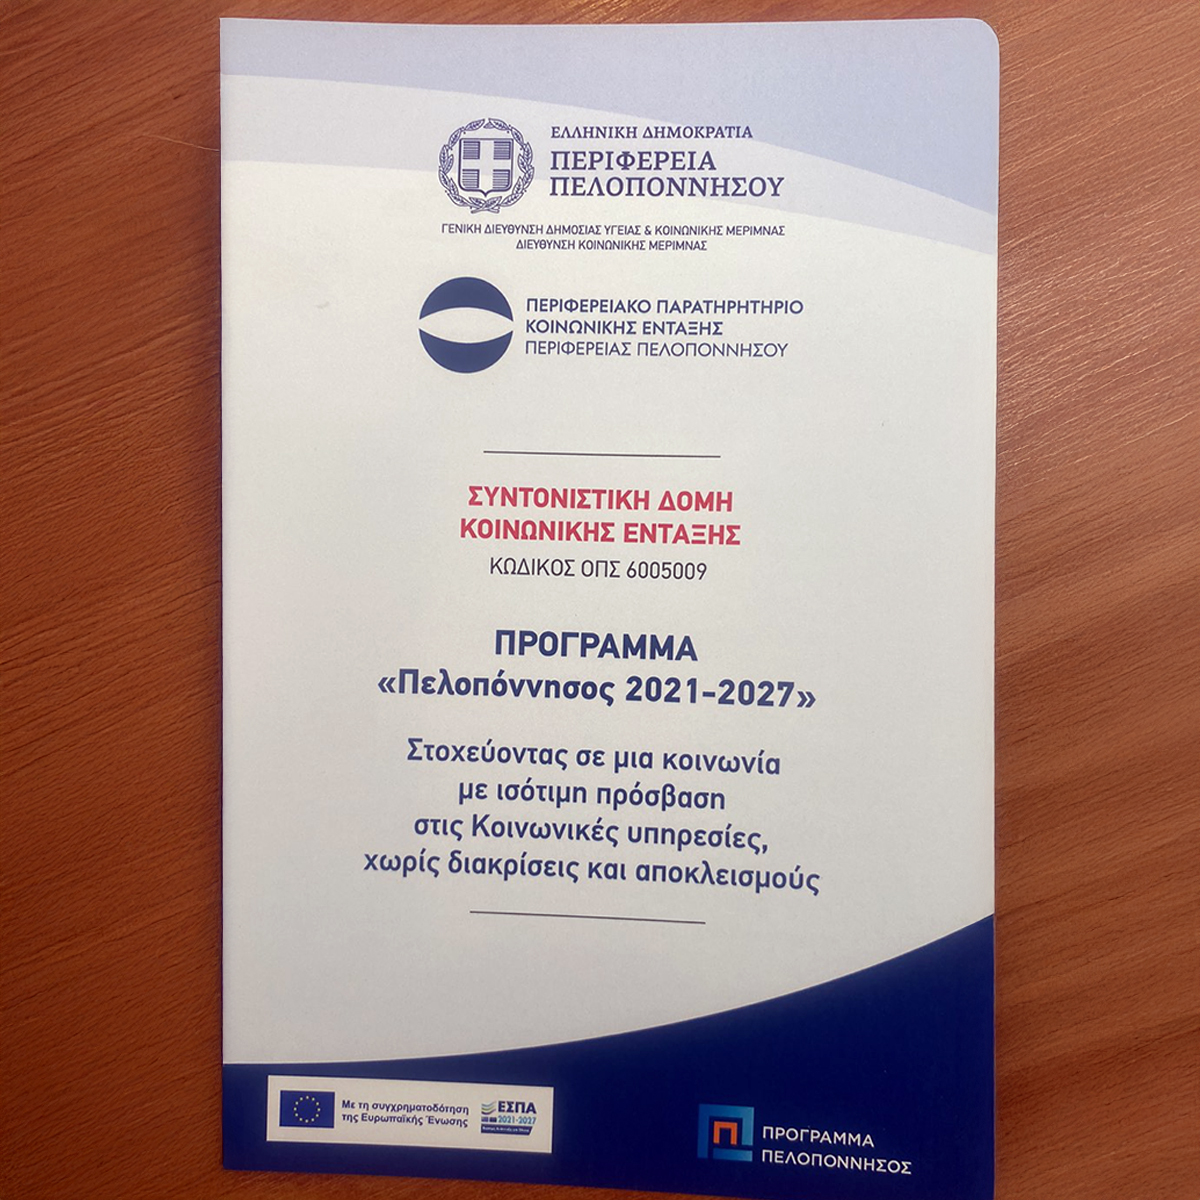 ΕΛΛΗΝΙΚΗ ΔΗΜΟΚΡΑΤΙΑ
ΠΕΡΙΦΕΡΕΙΑ
ΠΕΛΟΠΟΝΝΗΣΟΥ
ΓΕΝΙΚΗ ΔΙΕΥΘΥΝΣΗ ΔΗΜΟΣΙΑΣ ΥΓΕΙΑΣ & ΚΟΙΝΩΝΙΚΗΣ ΜΕΡΙΜΝΑΣ
ΔΙΕΥΘΥΝΣΗ ΚΟΙΝΩΝΙΚΗΣ ΜΕΡΙΜΝΑΣ
ΠΕΡΙΦΕΡΕΙΑΚΟ ΠΑΡΑΤΗΡΗΤΗΡΙΟ
ΚΟΙΝΩΝΙΚΗΣ ΕΝΤΑΞΗΣ
ΠΕΡΙΦΕΡΕΙΑΣ ΠΕΛΟΠΟΝΝΗΣΟΥ
ΣΥΝΤΟΝΙΣΤΙΚΗ ΔΟΜΗ
ΚΟΙΝΩΝΙΚΗΣ ΕΝΤΑΞΗΣ
ΚΩΔΙΚΟΣ ΟΠΣ 6005009
ΠΡΟΓΡΑΜΜΑ
«Πελοπόννησος 2021-2027»
Στοχεύοντας σε μια κοινωνία
με ισότιμη πρόσβαση
στις Κοινωνικές υπηρεσίες,
χωρίς διακρίσεις και αποκλεισμούς
Με τη συγχρηματοδότηση
της Ευρωπαϊκής Ένωσης
ΕΣΠΑ
2021-2027
ΠΡΟΓΡΑΜΜΑ
ΠΕΛΟΠΟΝΝΗΣΟΣ